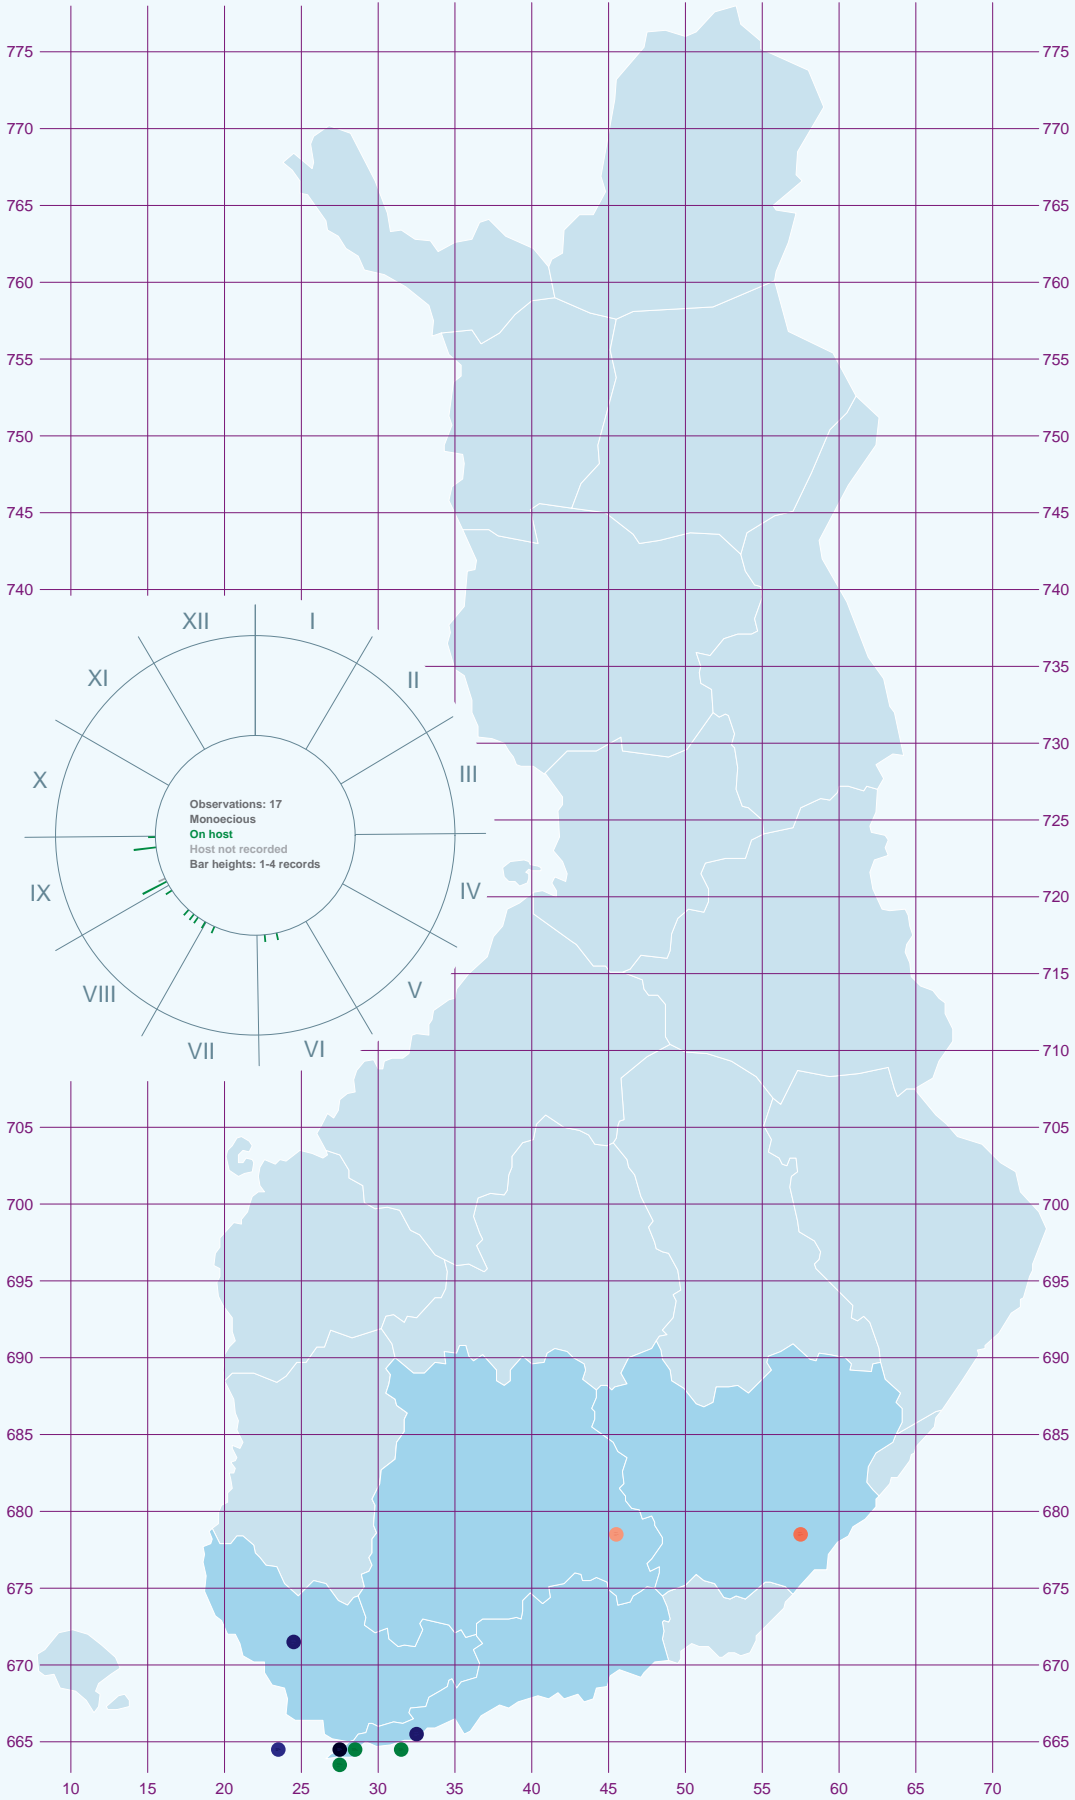 775 775
770 770
765 765
760 760
755 755
750 750
745 745
740 740
XII I
XI II
735
730
X III
725
Observations: 17
Monoecious
On host
Host not recorded
Bar heights: 1-4 records
IX IV
720
715
VIII V
VII VI
710
705 705
700 700
695 695
690 690
685 685
680 680
675 675
670 670
665 665
10 15 20 25 30 35 40 45 50 55 60 65 70